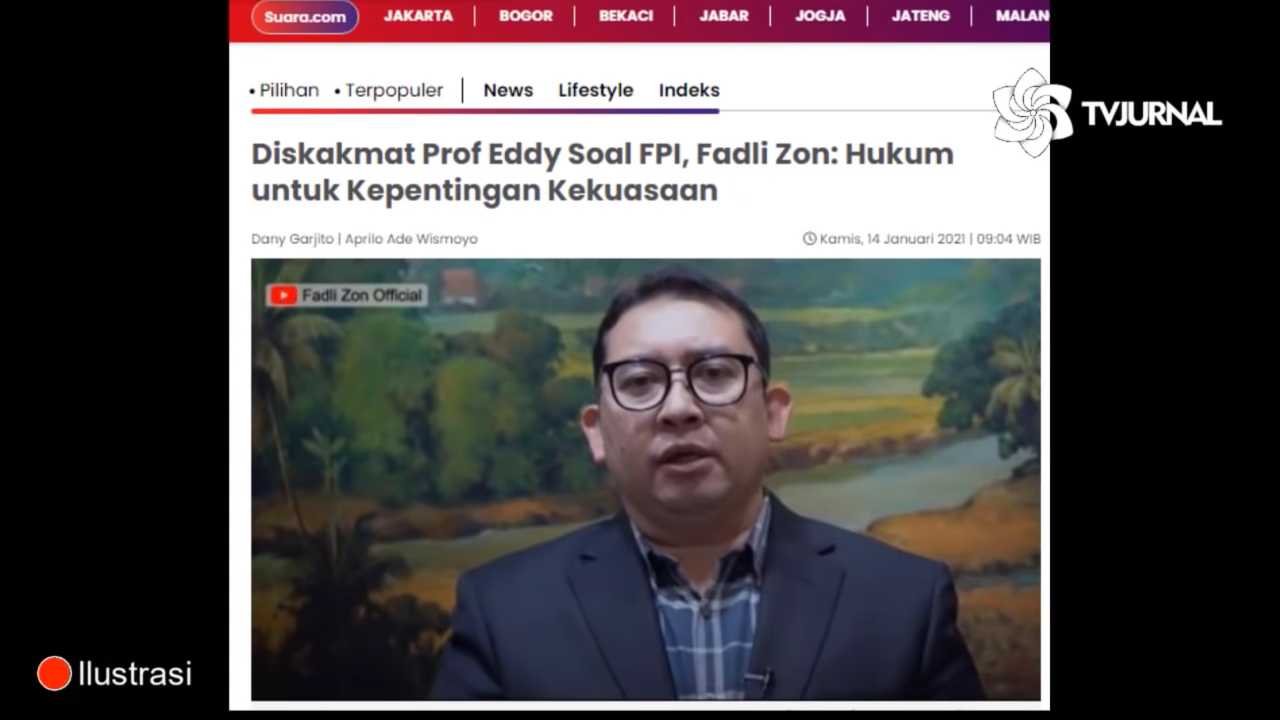 Suara.com JAKARTA | BOGOR | BEKACI | JABAR | JOGJA | JATENG | MALAN
• Pilihan • Terpopuler | News Lifestyle Indeks
TVJURNAL
Diskakmat Prof Eddy Soal FPI, Fadli Zon: Hukum
untuk Kepentingan Kekuasaan
Dany Garjito | Aprilo Ade Wismoyo
Kamis, 14 Januari 2021 | 09:04 WIB
Fadli Zon Official
Ilustrasi